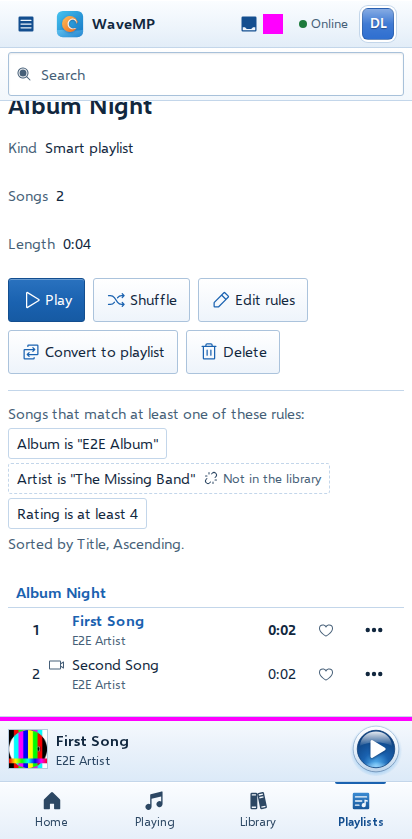 WaveMP
Online
DL
Search
Album Night
Kind Smart playlist
Songs 2
Length 0:04
Play
Shuffle
Edit rules
Convert to playlist
Delete
Songs that match at least one of these rules:
Album is "E2E Album"
Artist is "The Missing Band" Not in the library
Rating is at least 4
Sorted by Title, Ascending.
Album Night
1 First Song 0:02
E2E Artist
2 Second Song 0:02
E2E Artist
First Song
E2E Artist
Home
Playing
Library
Playlists